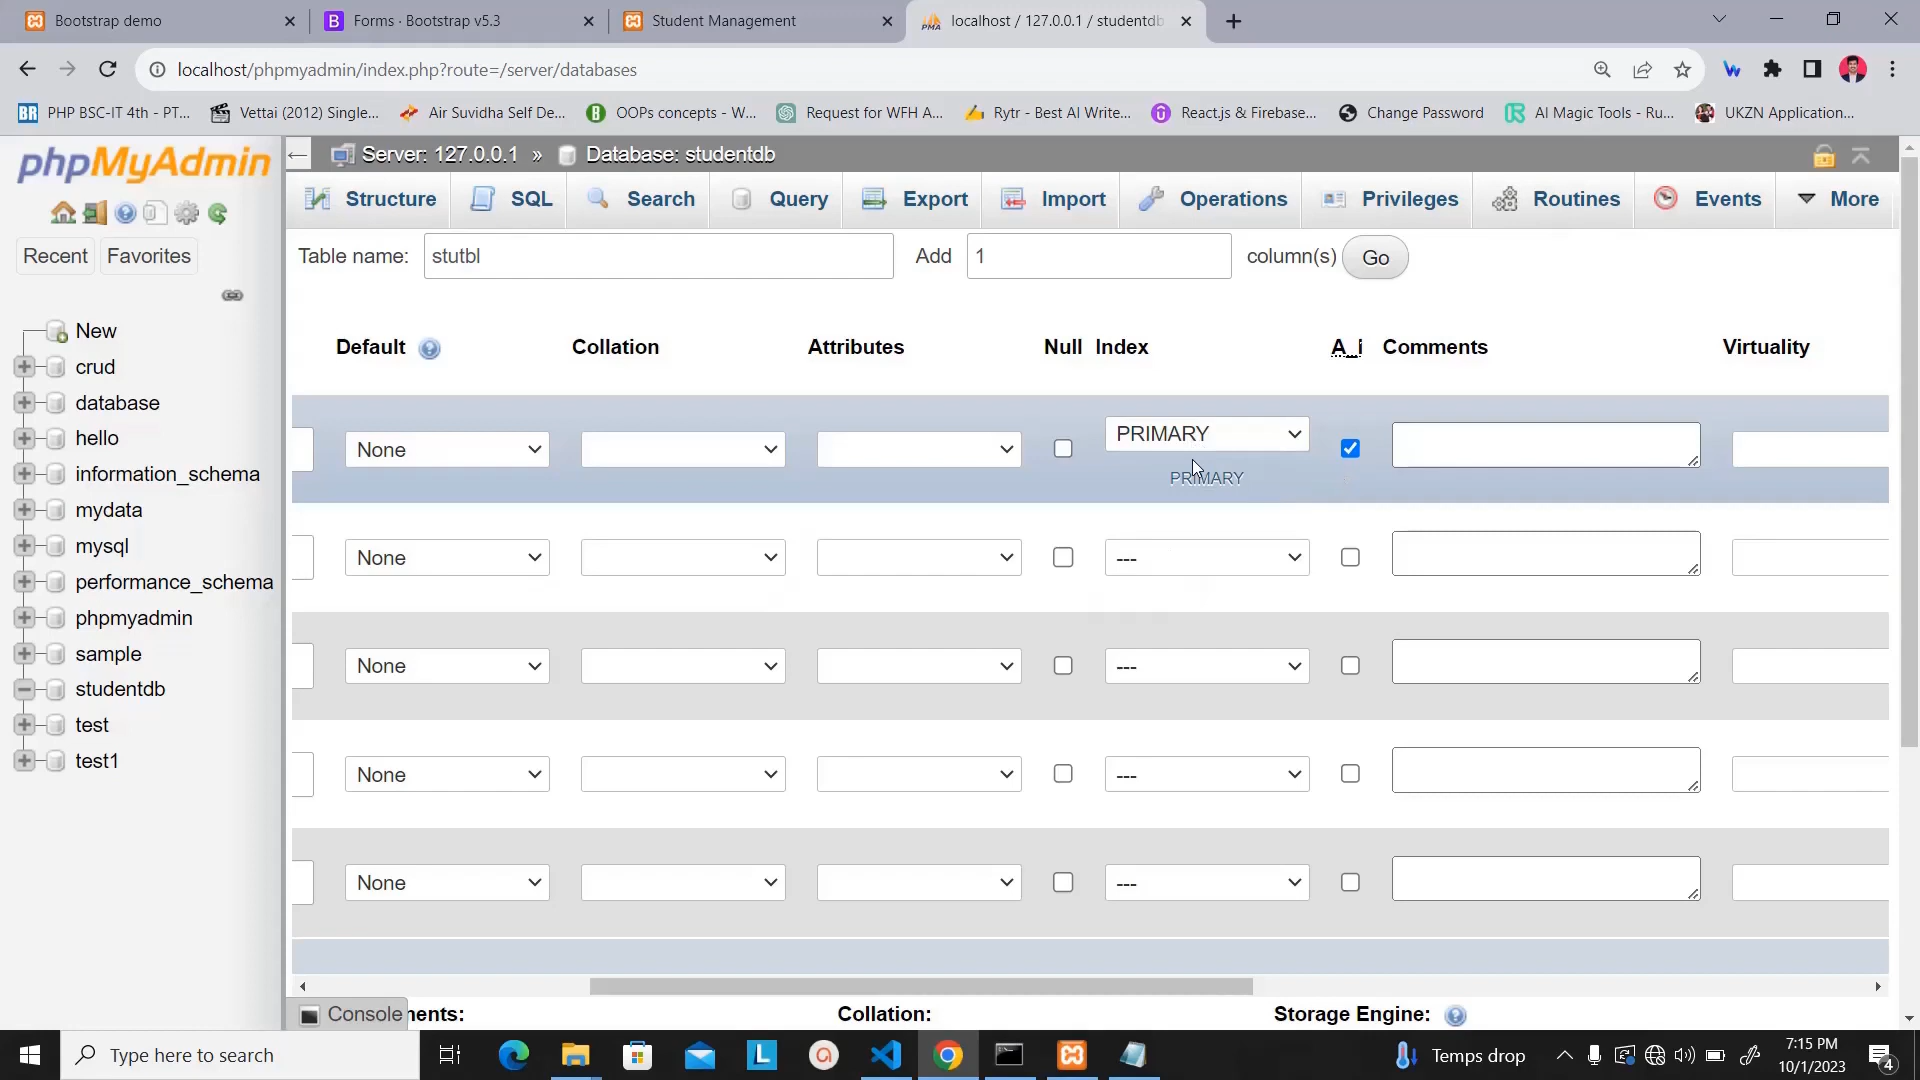 Bootstrap demo
Forms · Bootstrap v5.3
Student Management
PMA
localhost / 127.0.0.1 / studentdb
localhost/phpmyadmin/index.php?route=/server/databases
BR PHP BSC-IT 4th - PT...
Vettai (2012) Single...
Air Suvidha Self De...
OOPs concepts - W...
Request for WFH A...
Rytr - Best AI Write...
React.js & Firebase...
Change Password
AI Magic Tools - Ru...
UKZN Application...
phpMyAdmin
Recent
Favorites
New
crud
database
hello
information_schema
mydata
mysql
performance_schema
phpmyadmin
sample
studentdb
test
test1
Server: 127.0.0.1 » Database: studentdb
Structure
SQL
Search
Query
Export
Import
Operations
Privileges
Routines
Events
More
Table name: stutbl Add 1 column(s) Go
Default Collation Attributes Null Index A_I Comments Virtuality
None PRIMARY
PRIMARY
None ---
None ---
None ---
None ---
Console
ments: Collation: Storage Engine:
Type here to search
Temps drop
7:15 PM
10/1/2023
4